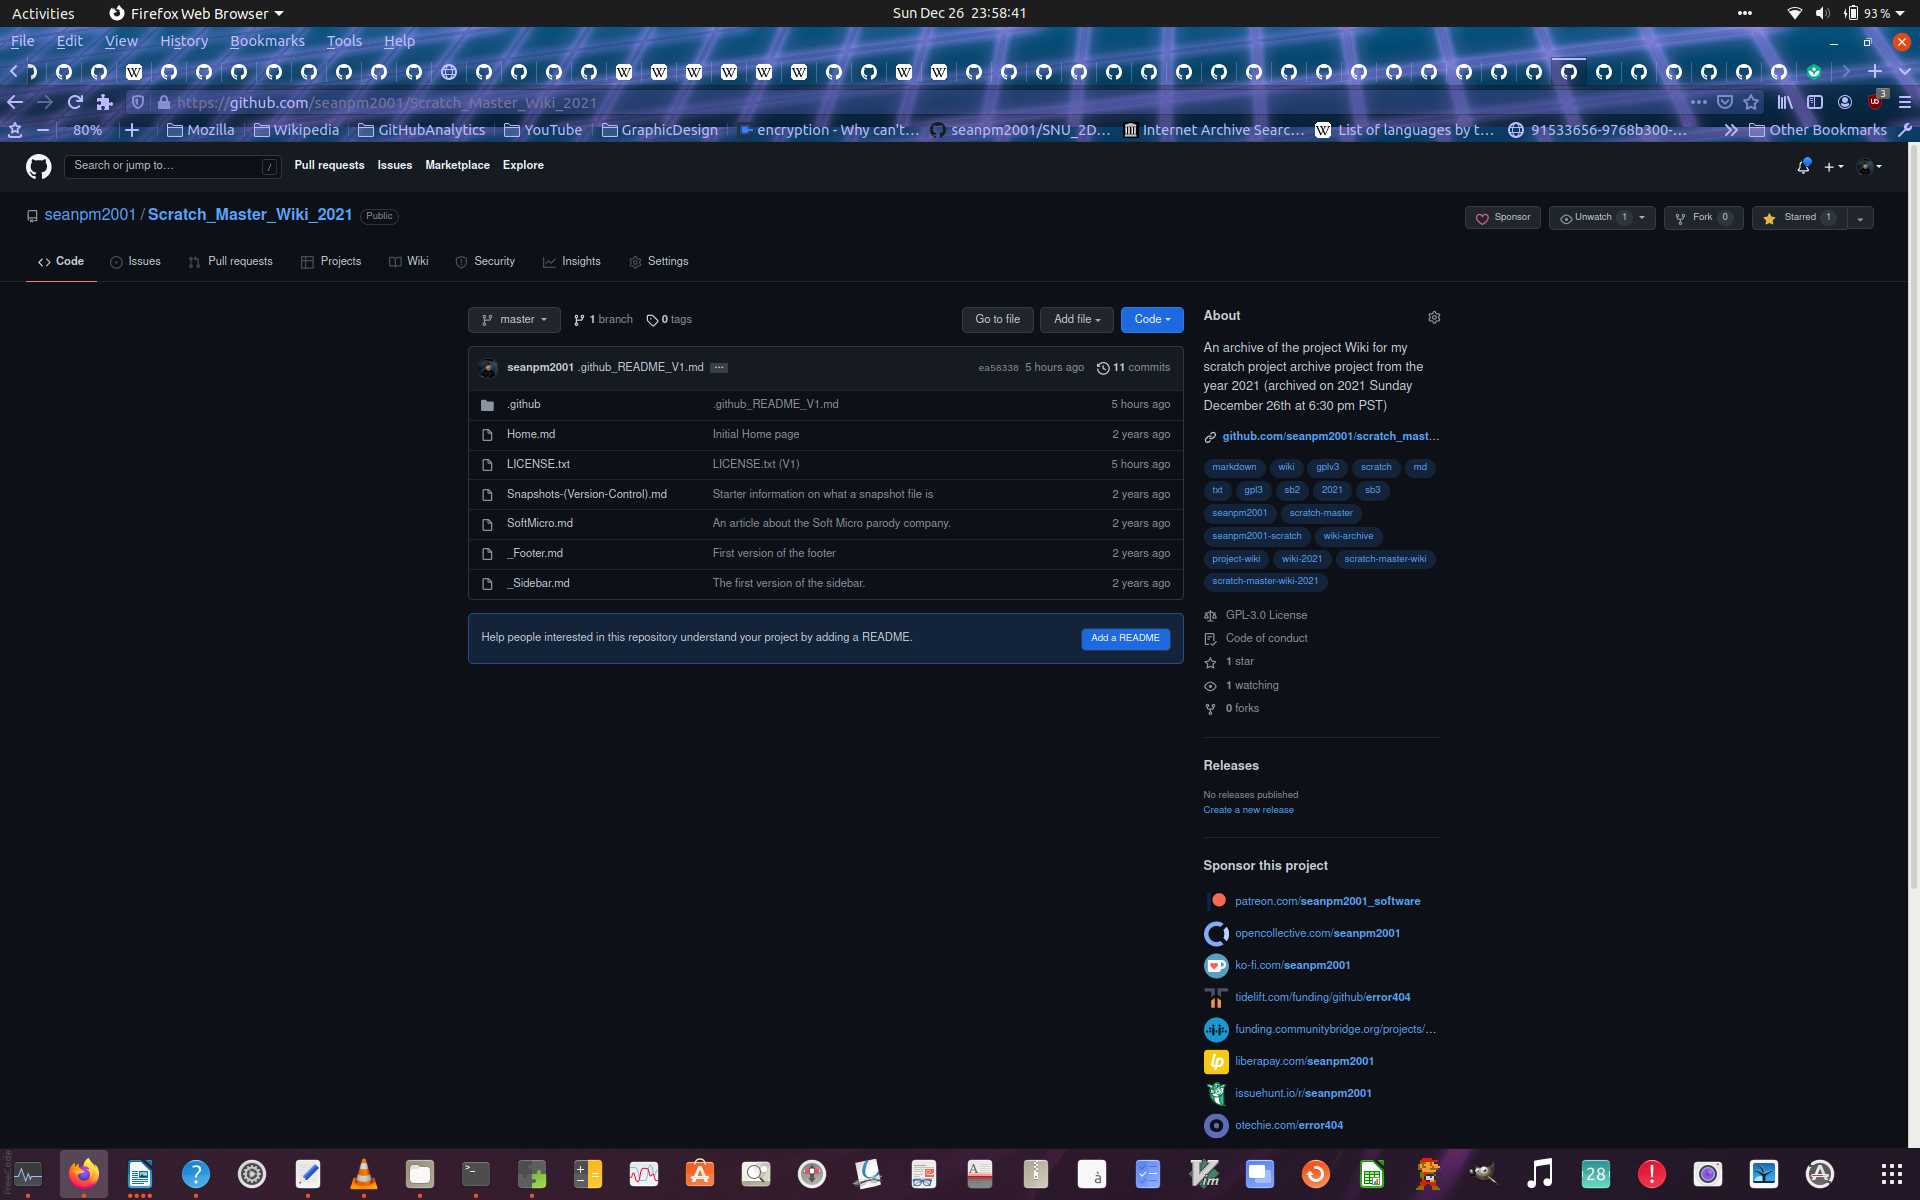 Activities Firefox Web Browser Sun Dec 26 23:58:41 93 %
File Edit View History Bookmarks Tools Help
https://github.com/seanpm2001/Scratch_Master_Wiki_2021 3
80% Mozilla Wikipedia GitHubAnalytics YouTube GraphicDesign encryption - Why can't… seanpm2001/SNU_2D… Internet Archive Searc… List of languages by t… 91533656-9768b300-… Other Bookmarks
Search or jump to… / Pull requests Issues Marketplace Explore
seanpm2001 / Scratch_Master_Wiki_2021 Public Sponsor Unwatch 1 Fork 0 Starred 1
Code Issues Pull requests Projects Wiki Security Insights Settings
master 1 branch 0 tags Go to file Add file Code
seanpm2001 .github_README_V1.md ... ea58338 5 hours ago 11 commits
.github .github_README_V1.md 5 hours ago
Home.md Initial Home page 2 years ago
LICENSE.txt LICENSE.txt (V1) 5 hours ago
Snapshots-(Version-Control).md Starter information on what a snapshot file is 2 years ago
SoftMicro.md An article about the Soft Micro parody company. 2 years ago
_Footer.md First version of the footer 2 years ago
_Sidebar.md The first version of the sidebar. 2 years ago
Help people interested in this repository understand your project by adding a README. Add a README
About
An archive of the project Wiki for my
scratch project archive project from the
year 2021 (archived on 2021 Sunday
December 26th at 6:30 pm PST)
github.com/seanpm2001/scratch_mast…
markdown wiki gplv3 scratch md
txt gpl3 sb2 2021 sb3
seanpm2001 scratch-master
seanpm2001-scratch wiki-archive
project-wiki wiki-2021 scratch-master-wiki
scratch-master-wiki-2021
GPL-3.0 License
Code of conduct
1 star
1 watching
0 forks
Releases
No releases published
Create a new release
Sponsor this project
patreon.com/seanpm2001_software
opencollective.com/seanpm2001
ko-fi.com/seanpm2001
tidelift.com/funding/github/error404
funding.communitybridge.org/projects/…
liberapay.com/seanpm2001
issuehunt.io/r/seanpm2001
otechie.com/error404
28